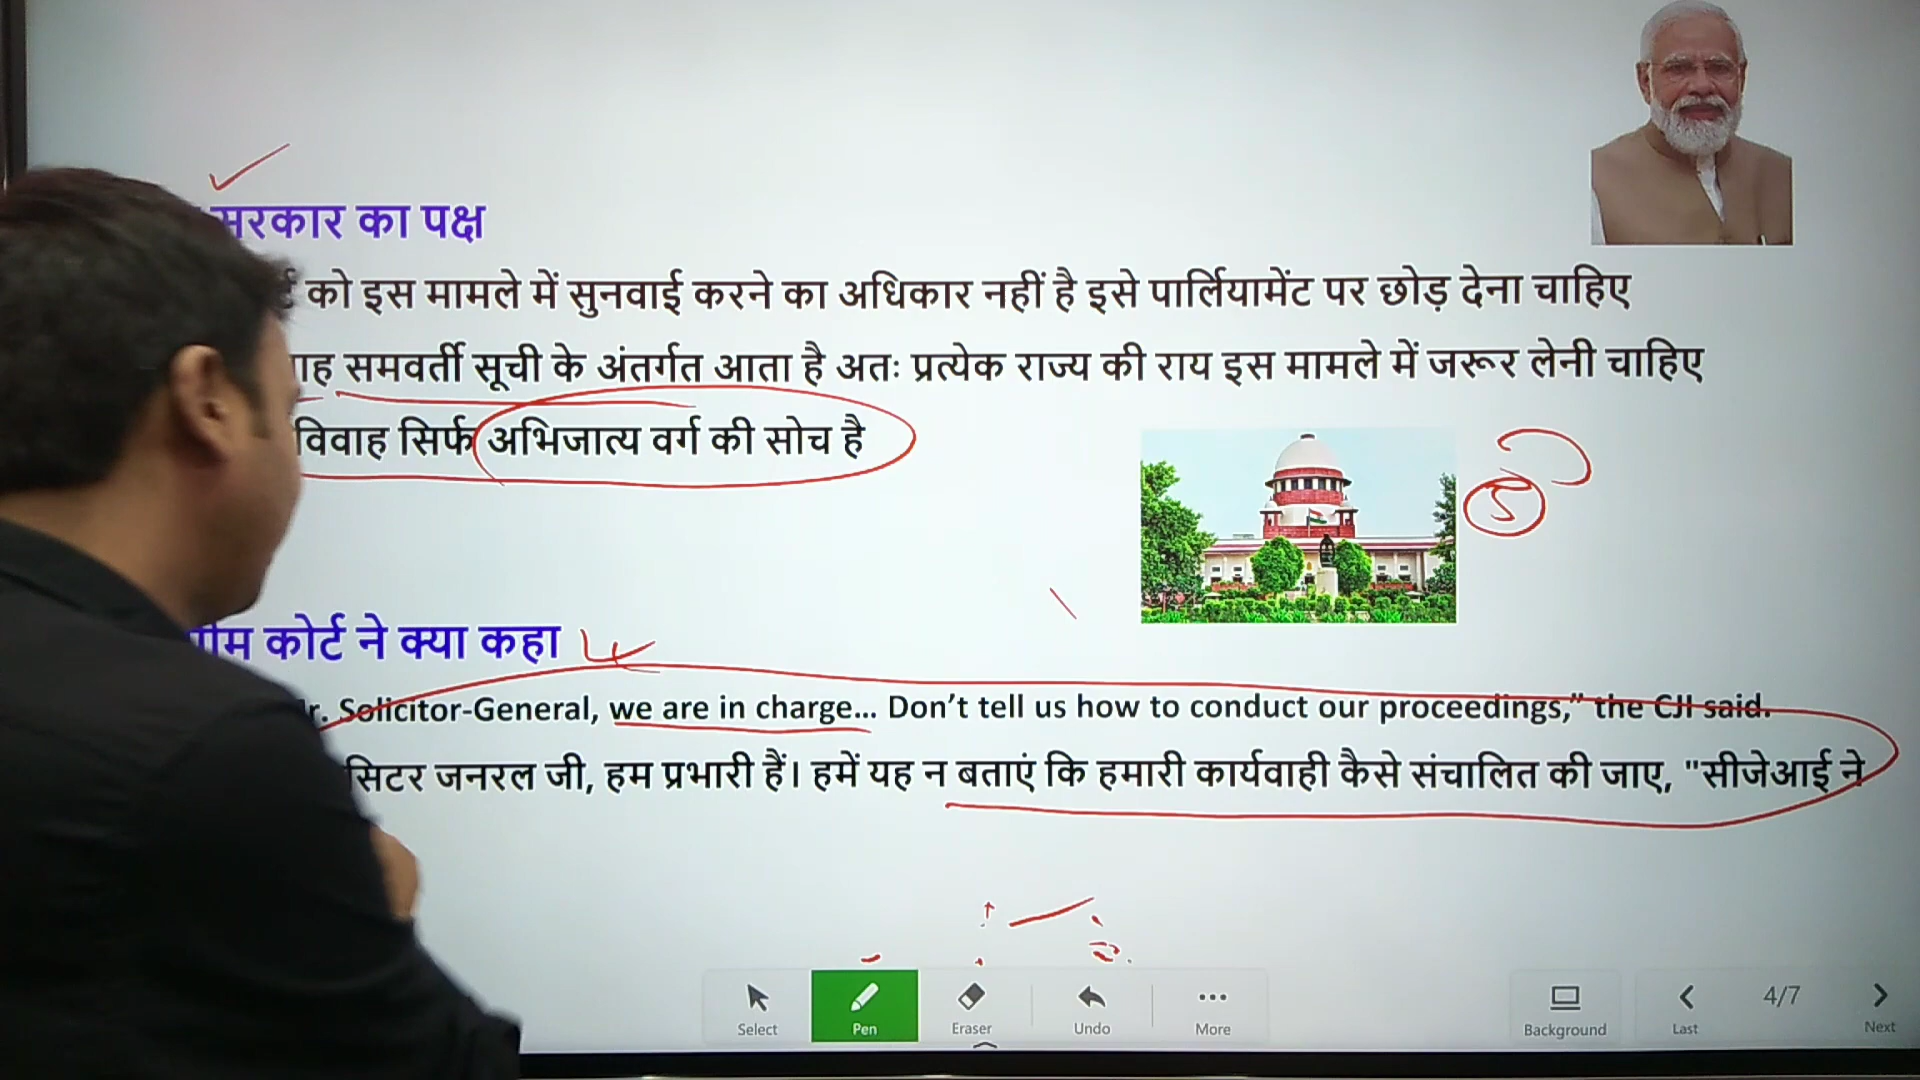 सरकार का पक्ष
को इस मामले में सुनवाई करने का अधिकार नहीं है इसे पार्लियामेंट पर छोड़ देना चाहिए
समवर्ती सूची के अंतर्गत आता है अतः प्रत्येक राज्य की राय इस मामले में जरूर लेनी चाहिए
विवाह सिर्फ अभिजात्य वर्ग की सोच है
5
कोर्ट ने क्या कहा
Solicitor-General, we are in charge... Don't tell us how to conduct our proceedings," the CJI said.
जनरल जी, हम प्रभारी हैं। हमें यह न बताएं कि हमारी कार्यवाही कैसे संचालित की जाए, "सीजेआई ने
Select Pen Eraser Undo More Background Last 4/7 Next